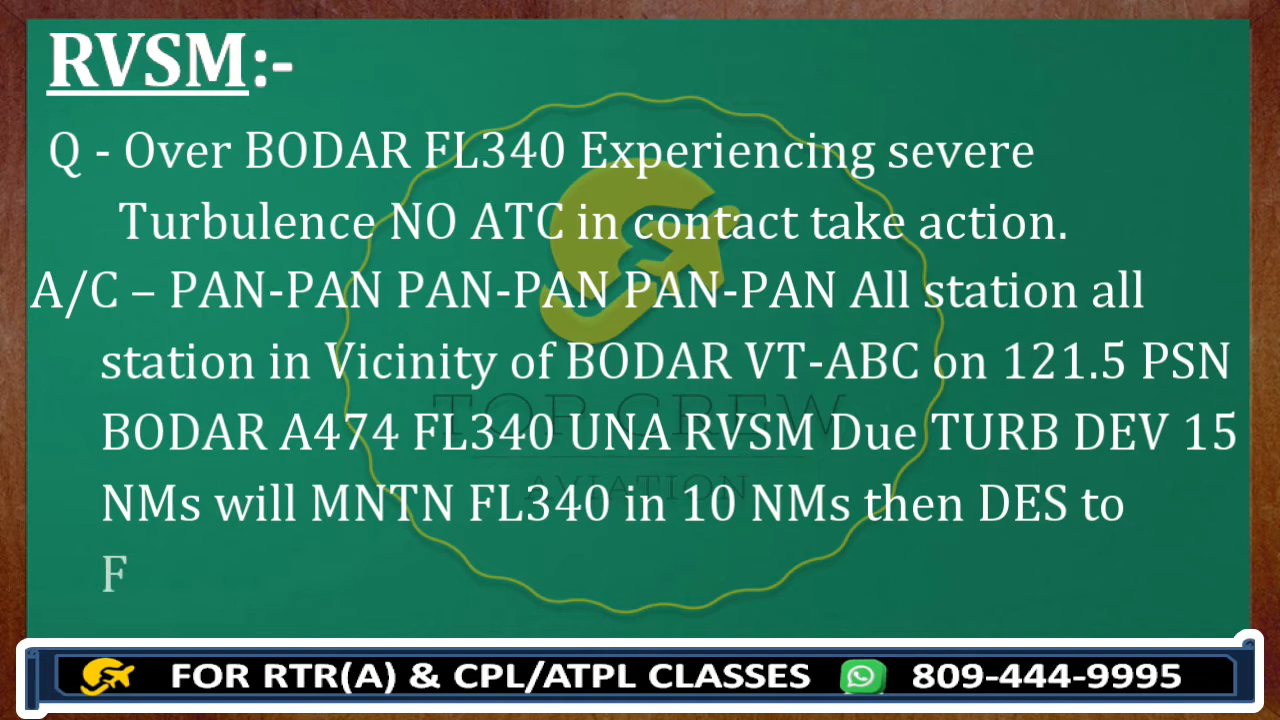 RVSM:-
Q - Over BODAR FL340 Experiencing severe
Turbulence NO ATC in contact take action.
A/C – PAN-PAN PAN-PAN PAN-PAN All station all
station in Vicinity of BODAR VT-ABC on 121.5 PSN
BODAR A474 FL340 UNA RVSM Due TURB DEV 15
TOP CREW
AVIATION
NMs will MNTN FL340 in 10 NMs then DES to
F
FOR RTR(A) & CPL/ATPL CLASSES 809-444-9995